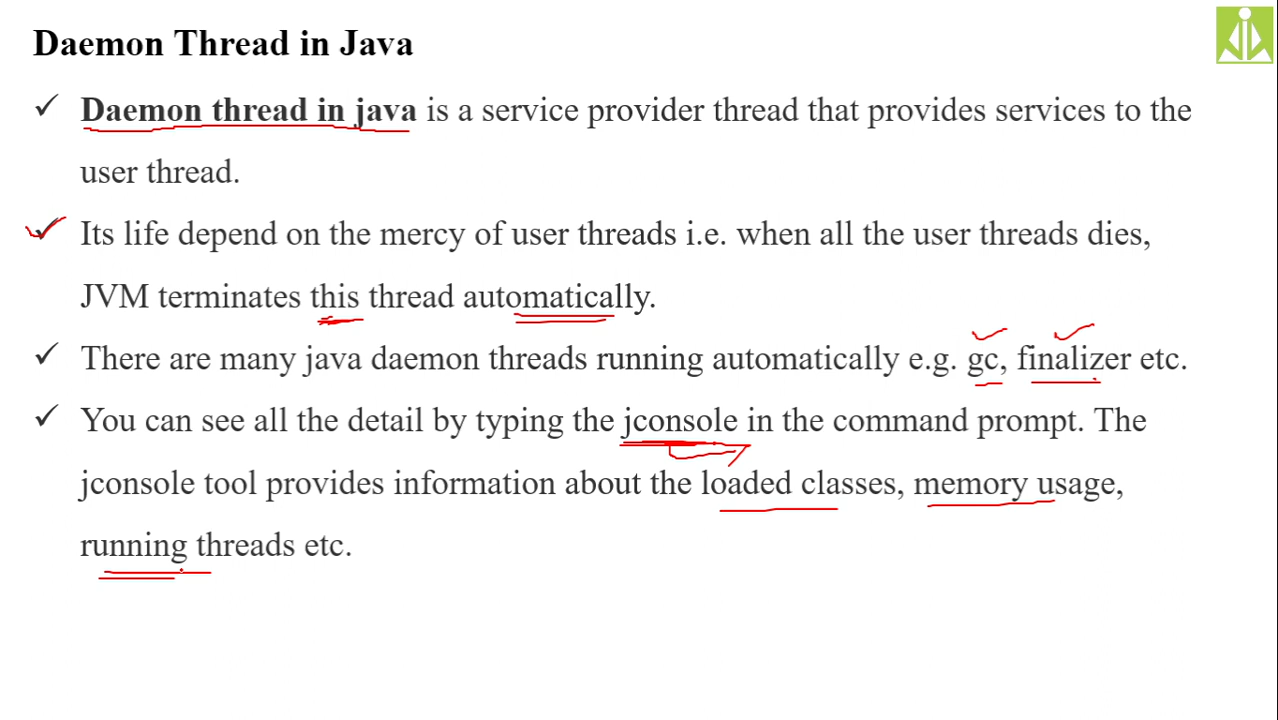 Daemon Thread in Java
✓ Daemon thread in java is a service provider thread that provides services to the
user thread.
✓ Its life depend on the mercy of user threads i.e. when all the user threads dies,
JVM terminates this thread automatically.
✓ There are many java daemon threads running automatically e.g. gc, finalizer etc.
✓ You can see all the detail by typing the jconsole in the command prompt. The
jconsole tool provides information about the loaded classes, memory usage,
running threads etc.